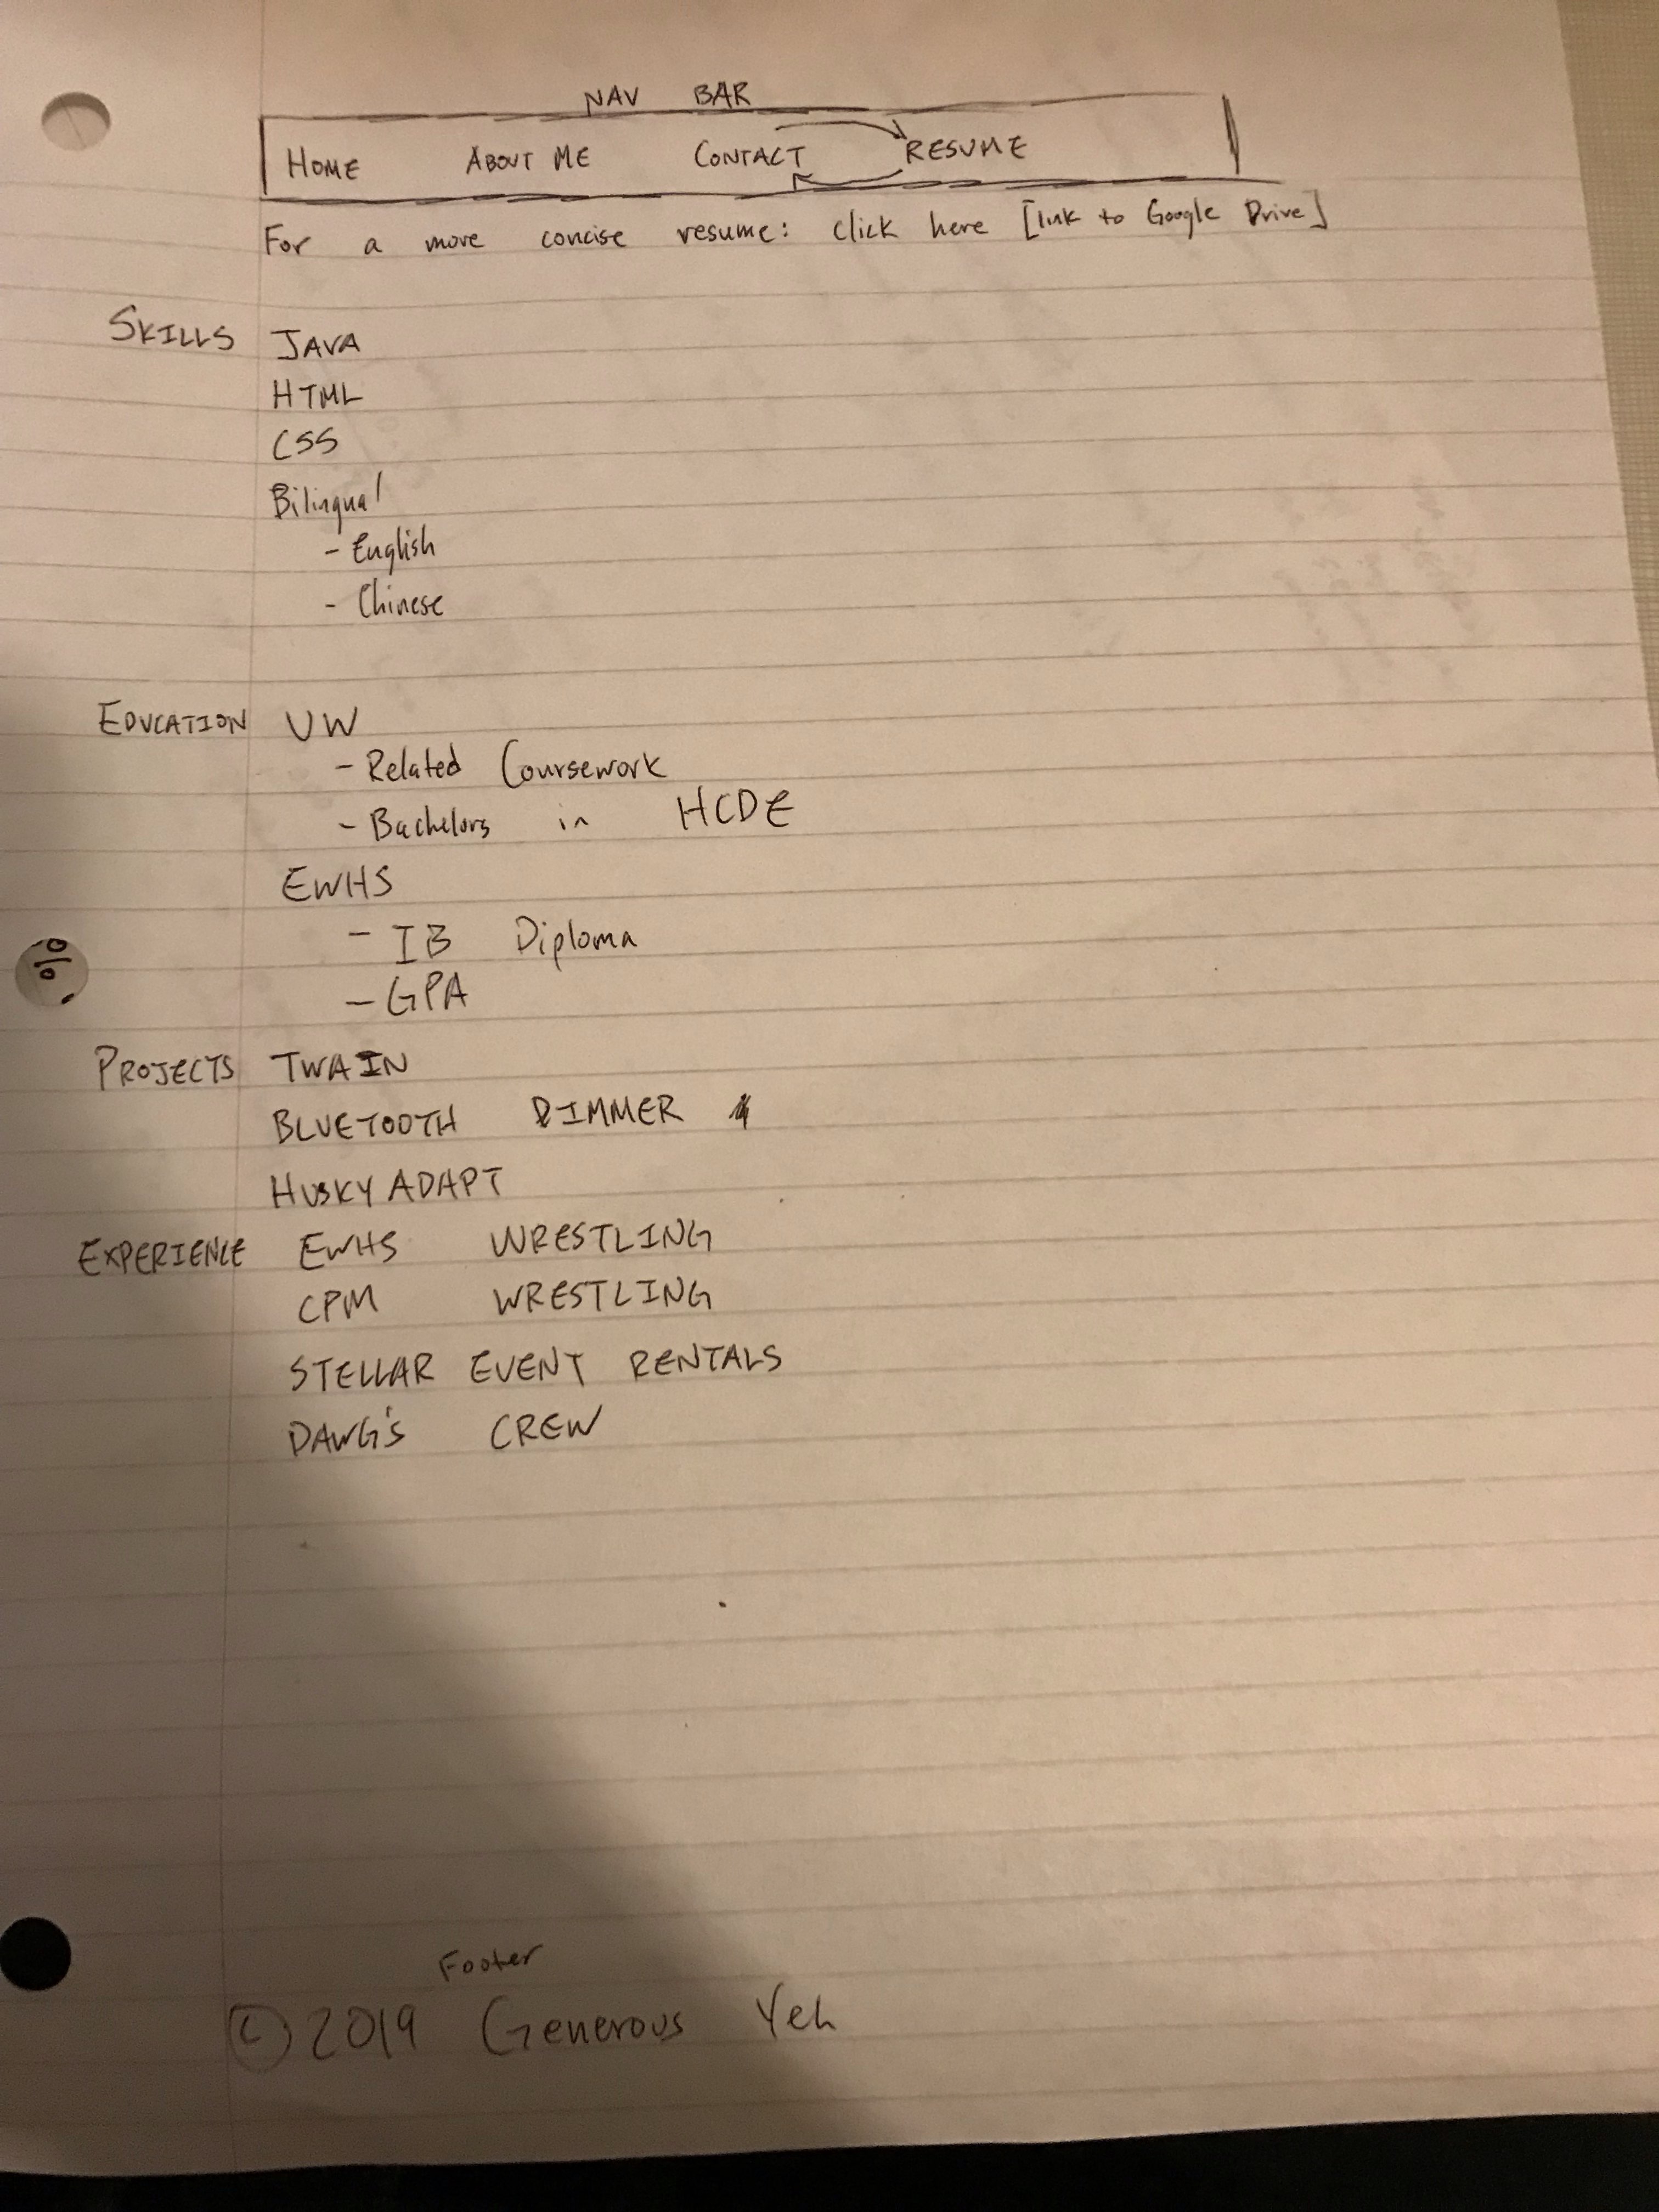 NAV BAR
HOME ABOUT ME CONTACT RESUME
For a more concise resume: click here [link to Google Drive]
SKILLS JAVA
HTML
CSS
Bilingual
- English
- Chinese
EDUCATION UW
- Related Coursework
- Bachelors in HCDE
EWHS
- IB Diploma
- GPA
PROJECTS TWAIN
BLUETOOTH DIMMER
HUSKY ADAPT
EXPERIENCE EWHS WRESTLING
CPM WRESTLING
STELLAR EVENT RENTALS
DAWG'S CREW
Footer
© 2019 Generous Yeh